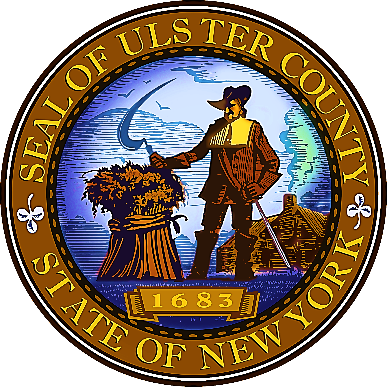 SEAL OF ULSTER COUNTY
1683
STATE OF NEW YORK